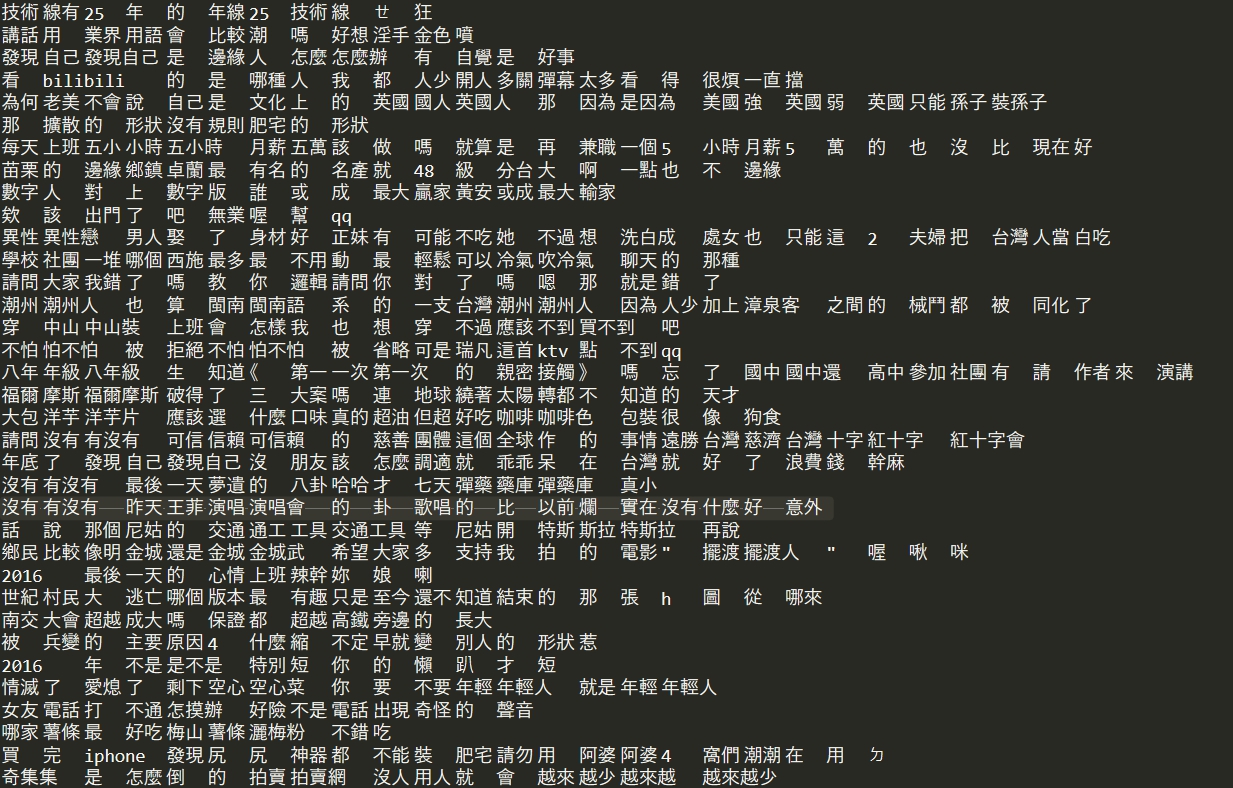 技術 線有 25 年 的 年線 25 技術 線 ㄝ 狂
講話 用 業界 用語 會 比較 潮 嗎 好想 淫手 金色 噴
發現 自己 發現自己 是 邊緣 人 怎麼 怎麼辦 有 自覺 是 好事
看 bilibili 的 是 哪種 人 我 都 人少 開人 多關 彈幕 太多 看 得 很煩 一直 擋
為何 老美 不會 說 自己 是 文化 上 的 英國 國人 英國人 那 因為 是因為 美國 強 英國 弱 英國 只能 孫子 裝孫子
那 擴散 的 形狀 沒有 規則 肥宅 的 形狀
每天 上班 五小 小時 五小時 月薪 五萬 該 做 嗎 就算 是 再 兼職 一個 5 小時 月薪 5 萬 的 也 沒 比 現在 好
苗栗 的 邊緣 鄉鎮 卓蘭 最 有名 的 名產 就 48 級 分台 大 啊 一點 也 不 邊緣
數字 人 對 上 數字 版 誰 或 成 最大 贏家 黃安 或成 最大 輸家
欸 該 出門 了 吧 無業 喔 幫 qq
異性 異性戀 男人 娶 了 身材 好 正妹 有 可能 不吃 她 不過 想 洗白 成 處女 也 只能 這 2 夫婦 把 台灣 人當 白吃
學校 社團 一堆 哪個 西施 最多 最 不用 動 最 輕鬆 可以 冷氣 吹冷氣 聊天 的 那種
請問 大家 我錯 了 嗎 教 你 邏輯 請問 你 對 了 嗎 嗯 那 就是 錯 了
潮州 潮州人 也 算 閩南 閩南語 系 的 一支 台灣 潮州 潮州人 因為 人少 加上 漳泉 客 之間 的 械鬥 都 被 同化 了
穿 中山 中山裝 上班 會 怎樣 我 也 想 穿 不過 應該 不到 買不到 吧
不怕 怕不怕 被 拒絕 不怕 怕不怕 被 省略 可是 瑞凡 這首 ktv 點 不到 qq
八年 年級 八年級 生 知道 《 第一 一次 第一次 的 親密 接觸 》 嗎 忘 了 國中 國中 還 高中 參加 社團 有 請 作者 來 演講
福爾 摩斯 福爾摩斯 破得 了 三 大案 嗎 連 地球 繞著 太陽 轉都 不 知道 的 天才
大包 洋芋 洋芋片 應該 選 什麼 口味 真的 超油 但超 好吃 咖啡 咖啡色 包裝 很 像 狗食
請問 沒有 有沒有 可信 信賴 可信賴 的 慈善 團體 這個 全球 作 的 事情 遠勝 台灣 慈濟 台灣 十字 紅十字 紅十字會
年底 了 發現 自己 發現自己 沒 朋友 該 怎麼 調適 就 乖乖 呆 在 台灣 就 好 了 浪費 錢 幹麻
沒有 有沒有 最後 一天 夢遺 的 八卦 哈哈 才 七天 彈藥 藥庫 彈藥庫 真小
沒有 有沒有 昨天 王菲 演唱 演唱會 的 卦 歌唱 的 比 以前 爛 實在 沒有 什麼 好 意外
話 說 那個 尼姑 的 交通 通工 工具 交通工具 等 尼姑 開 特斯 斯拉 特斯拉 再說
鄉民 比較 像明 金城 還是 金城 金城武 希望 大家 多 支持 我 拍 的 電影 " 擺渡 擺渡人 " 喔 啾 咪
2016 最後 一天 的 心情 上班 辣幹 妳 娘 喇
世紀 村民 大 逃亡 哪個 版本 最 有趣 只是 至今 還不 知道 結束 的 那 張 h 圖 從 哪來
南交 大會 超越 成大 嗎 保證 都 超越 高鐵 旁邊 的 長大
被 兵變 的 主要 原因 4 什麼 縮 不定 早就 變 別人 的 形狀 惹
2016 年 不是 是不是 特別 短 你 的 懶 趴 才 短
情滅 了 愛熄 了 剩下 空心 空心菜 你 要 不要 年輕 年輕人 就是 年輕 年輕人
女友 電話 打 不通 怎摸 辦 好險 不是 電話 出現 奇怪 的 聲音
哪家 薯條 最 好吃 梅山 薯條 灑梅粉 不錯 吃
買 完 iphone 發現 尻 尻 神器 都 不能 裝 肥宅 請勿 用 阿婆 阿婆 4 窩們 潮潮 在 用 ㄉ
奇集集 是 怎麼 倒 的 拍賣 拍賣網 沒人 用人 就 會 越來 越少 越來越 越來越少